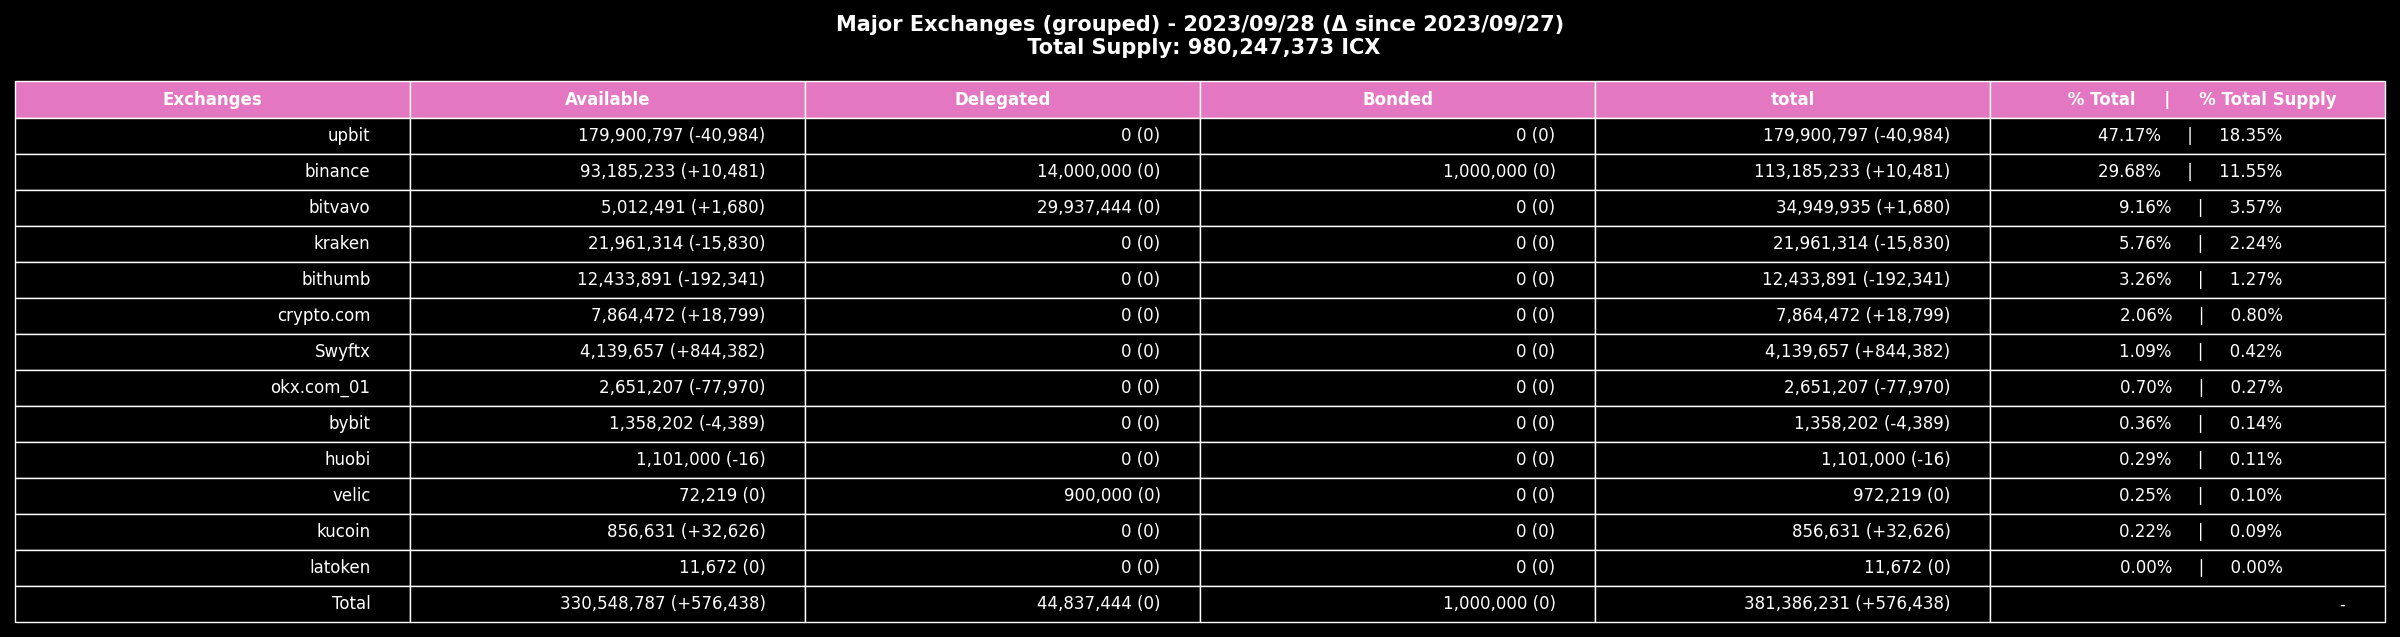 Major Exchanges (grouped) - 2023/09/28 (Δ since 2023/09/27)
Total Supply: 980,247,373 ICX
Exchanges Available Delegated Bonded total % Total | % Total Supply
upbit 179,900,797 (-40,984) 0 (0) 0 (0) 179,900,797 (-40,984) 47.17% | 18.35%
binance 93,185,233 (+10,481) 14,000,000 (0) 1,000,000 (0) 113,185,233 (+10,481) 29.68% | 11.55%
bitvavo 5,012,491 (+1,680) 29,937,444 (0) 0 (0) 34,949,935 (+1,680) 9.16% | 3.57%
kraken 21,961,314 (-15,830) 0 (0) 0 (0) 21,961,314 (-15,830) 5.76% | 2.24%
bithumb 12,433,891 (-192,341) 0 (0) 0 (0) 12,433,891 (-192,341) 3.26% | 1.27%
crypto.com 7,864,472 (+18,799) 0 (0) 0 (0) 7,864,472 (+18,799) 2.06% | 0.80%
Swyftx 4,139,657 (+844,382) 0 (0) 0 (0) 4,139,657 (+844,382) 1.09% | 0.42%
okx.com_01 2,651,207 (-77,970) 0 (0) 0 (0) 2,651,207 (-77,970) 0.70% | 0.27%
bybit 1,358,202 (-4,389) 0 (0) 0 (0) 1,358,202 (-4,389) 0.36% | 0.14%
huobi 1,101,000 (-16) 0 (0) 0 (0) 1,101,000 (-16) 0.29% | 0.11%
velic 72,219 (0) 900,000 (0) 0 (0) 972,219 (0) 0.25% | 0.10%
kucoin 856,631 (+32,626) 0 (0) 0 (0) 856,631 (+32,626) 0.22% | 0.09%
latoken 11,672 (0) 0 (0) 0 (0) 11,672 (0) 0.00% | 0.00%
Total 330,548,787 (+576,438) 44,837,444 (0) 1,000,000 (0) 381,386,231 (+576,438) -